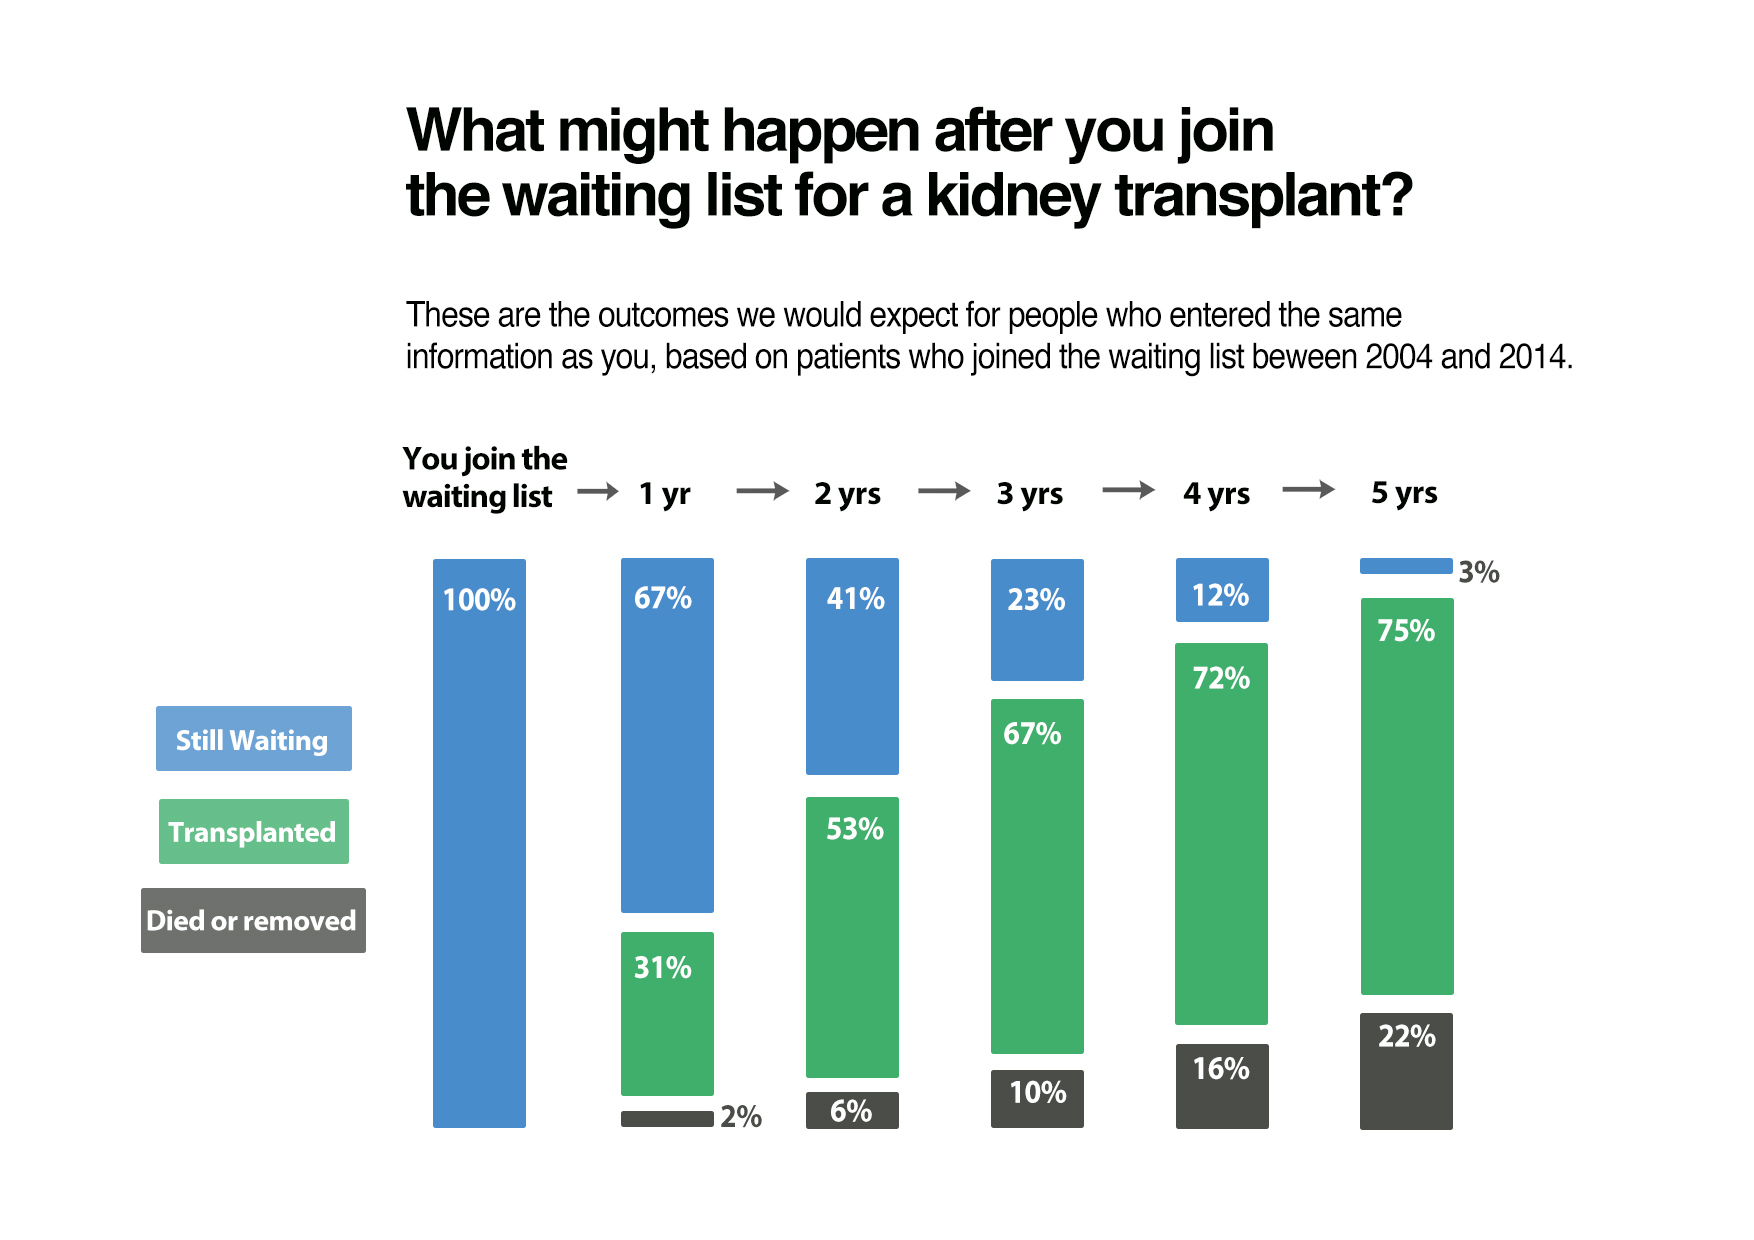 What might happen after you join
the waiting list for a kidney transplant?
These are the outcomes we would expect for people who entered the same
information as you, based on patients who joined the waiting list beween 2004 and 2014.
You join the
waiting list → 1 yr → 2 yrs → 3 yrs → 4 yrs → 5 yrs
100% 67% 41% 23% 12% 3%
31% 53% 67% 72% 75%
2% 6% 10% 16% 22%
Still Waiting
Transplanted
Died or removed